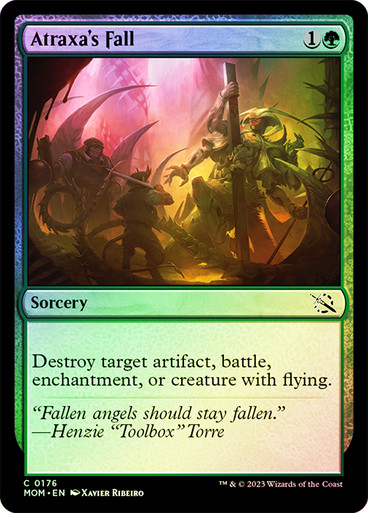 Atraxa's Fall 1
Sorcery
Destroy target artifact, battle,
enchantment, or creature with flying.
“Fallen angels should stay fallen.”
—Henzie “Toolbox” Torre
C 0176
MOM • EN Xavier Ribeiro
™ & © 2023 Wizards of the Coast